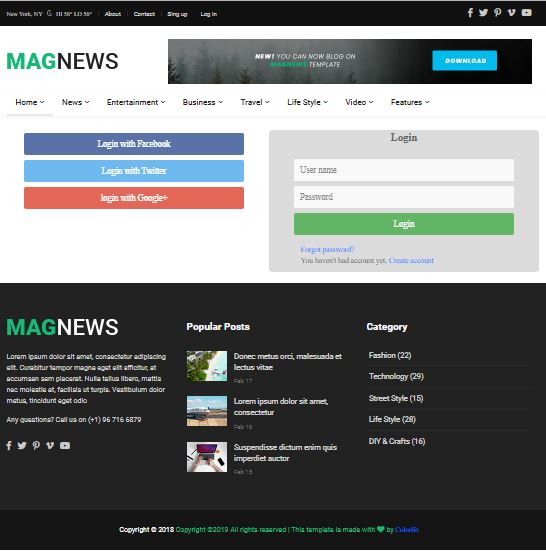 New York, NY HI 58° LO 56° About Contact Sing up Log In
MAGNEWS
NEW! YOU CAN NOW BLOG ON
MAGNEWS TEMPLATE
DOWNLOAD
Home News Entertainment Business Travel Life Style Video Features
Login with Facebook
Login with Twitter
login with Google+
Login
User name
Password
Login
Forgot password?
You haven't had account yet. Create account
MAGNEWS
Lorem ipsum dolor sit amet, consectetur adipiscing
elit. Curabitur tempor magna eget elit efficitur, at
accumsan sem placerat. Nulla tellus libero, mattis
nec molestie at, facilisis ut turpis. Vestibulum dolor
metus, tincidunt eget odio
Any questions? Call us on (+1) 96 716 6879
Popular Posts
Donec metus orci, malesuada et
lectus vitae
Feb 17
Lorem ipsum dolor sit amet,
consectetur
Feb 16
Suspendisse dictum enim quis
imperdiet auctor
Feb 15
Category
Fashion (22)
Technology (29)
Street Style (15)
Life Style (28)
DIY & Crafts (16)
Copyright © 2018 Copyright ©2019 All rights reserved | This template is made with by Colorlib